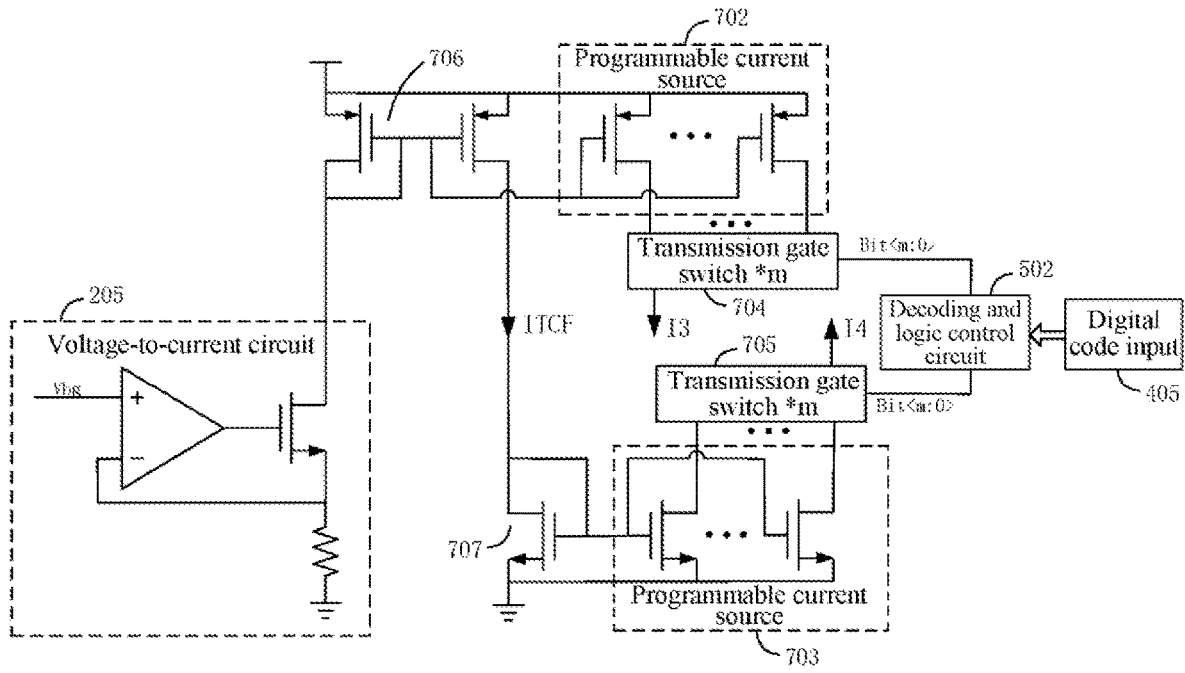 702
706
Programmable current
source
Transmission gate
switch *m
Bit<m:0>
704
502
205
Voltage-to-current circuit
Vbg
+
−
ITCF
I3
I4
Decoding and
logic control
circuit
Digital
code input
405
705
Transmission gate
switch *m
Bit<m:0>
707
Programmable current
source
703